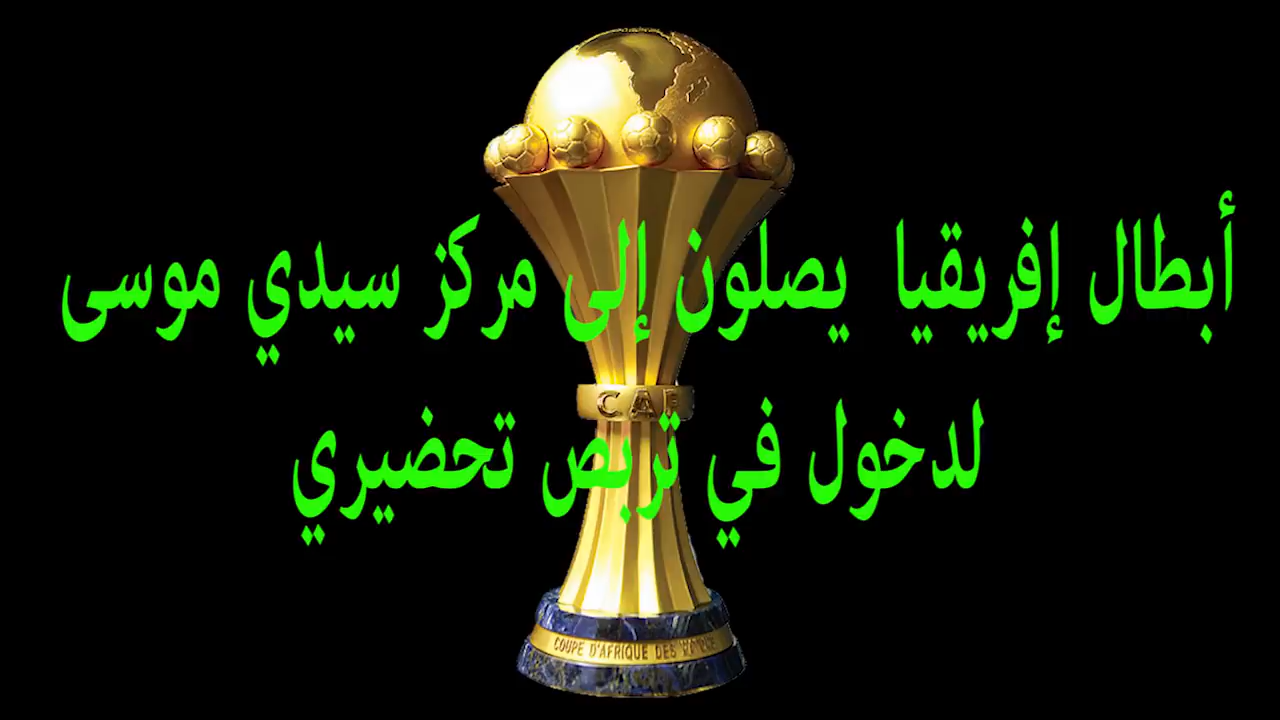 أبطال إفريقيا يصلون إلى مركز سيدي موسى
لدخول في تربص تحضيري
CAF
COUPE D'AFRIQUE DES